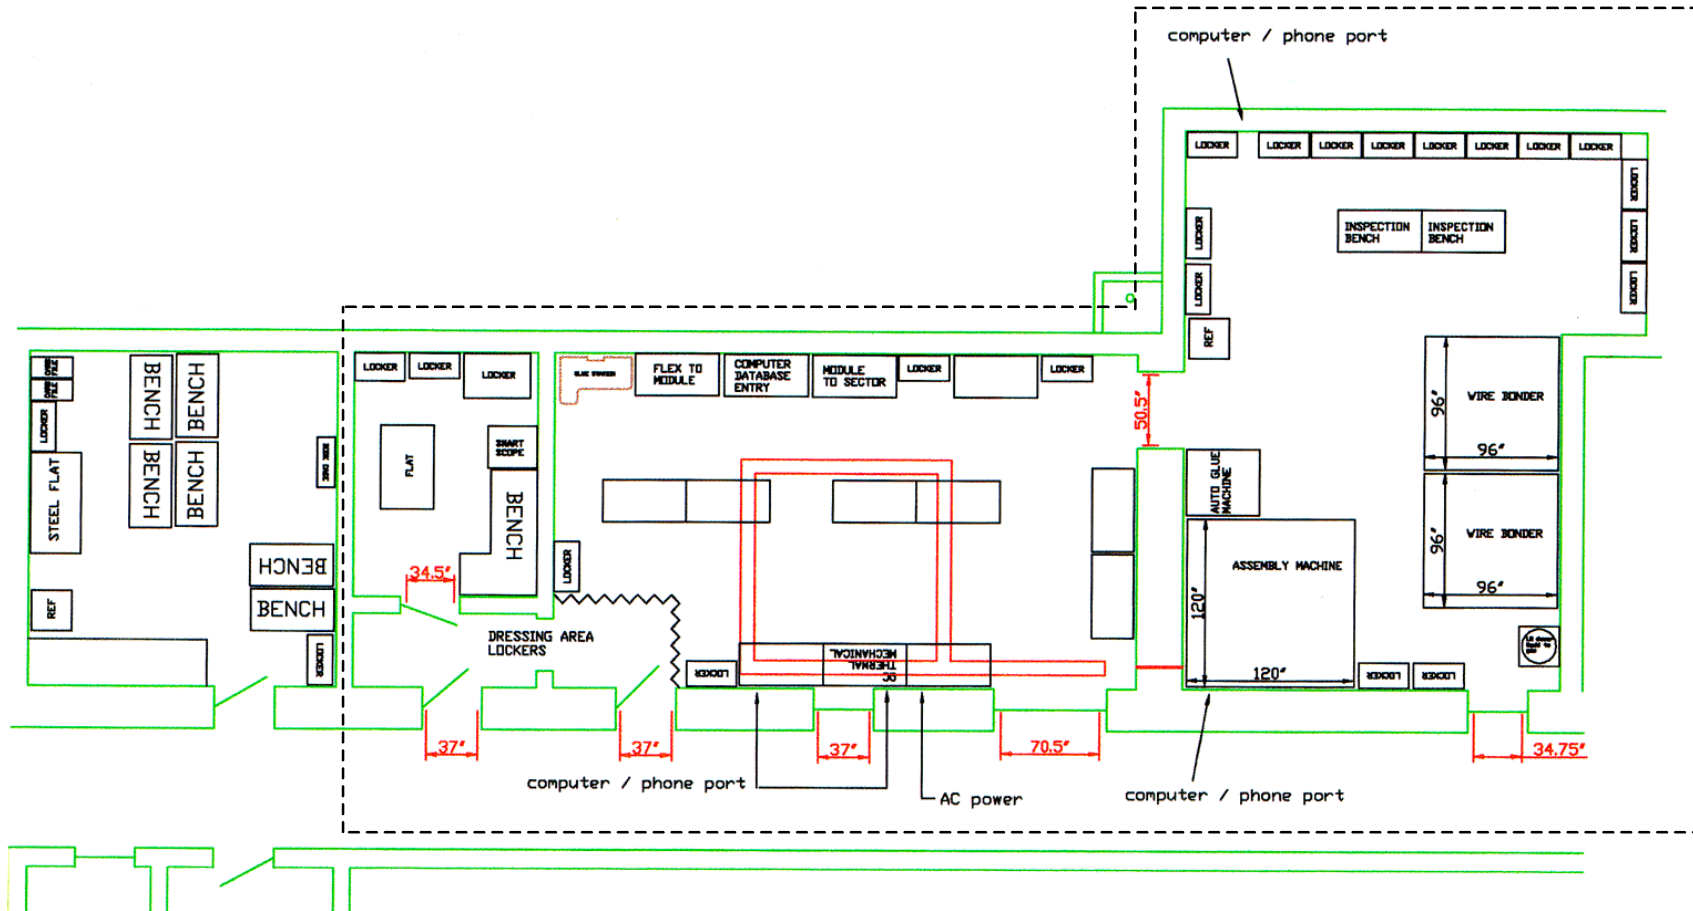 computer / phone port
LOCKER
LOCKER
LOCKER
LOCKER
LOCKER
LOCKER
LOCKER
LOCKER
LOCKER
LOCKER
LOCKER
LOCKER
LOCKER
INSPECTION
BENCH
INSPECTION
BENCH
REF
96"
WIRE BONDER
96"
96"
WIRE BONDER
96"
50.5"
AUTO GLUE
MACHINE
ASSEMBLY MACHINE
120"
120"
LOCKER
LOCKER
FILE
FILE
LOCKER
STEEL FLAT
BENCH
BENCH
BENCH
BENCH
BENCH
BENCH
REF
LOCKER
LOCKER
LOCKER
LOCKER
FLAT
SMART
SCOPE
BENCH
34.5"
GLUE STATION
FLEX TO
MODULE
COMPUTER
DATABASE
ENTRY
MODULE
TO SECTOR
LOCKER
LOCKER
LOCKER
DRESSING AREA
LOCKERS
LOCKER
QC
THERMAL
MECHANICAL
37"
37"
37"
70.5"
34.75"
computer / phone port
AC power
computer / phone port